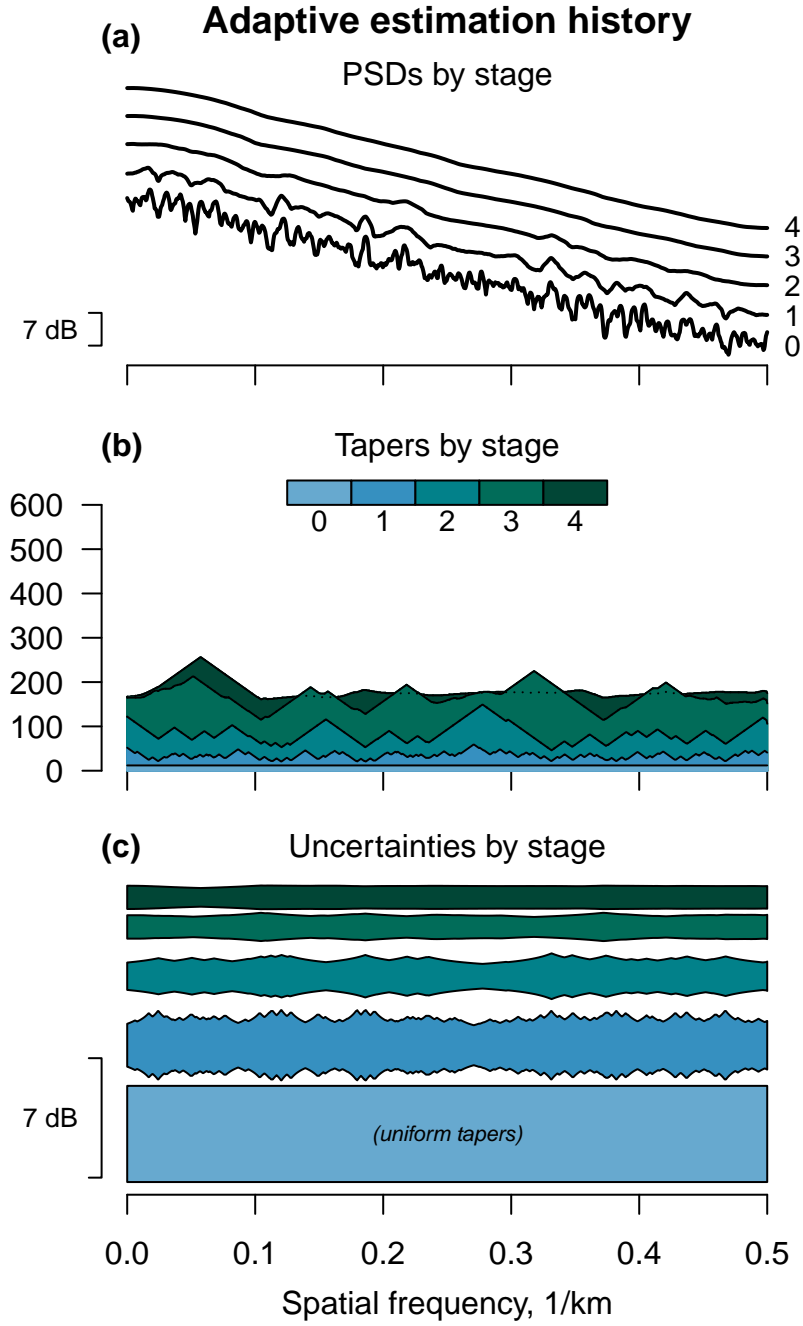 Adaptive estimation history
(a)
PSDs by stage
4
3
2
1
0
7 dB
(b)
Tapers by stage
0 1 2 3 4
600
500
400
300
200
100
0
(c)
Uncertainties by stage
7 dB
(uniform tapers)
0.0 0.1 0.2 0.3 0.4 0.5
Spatial frequency, 1/km